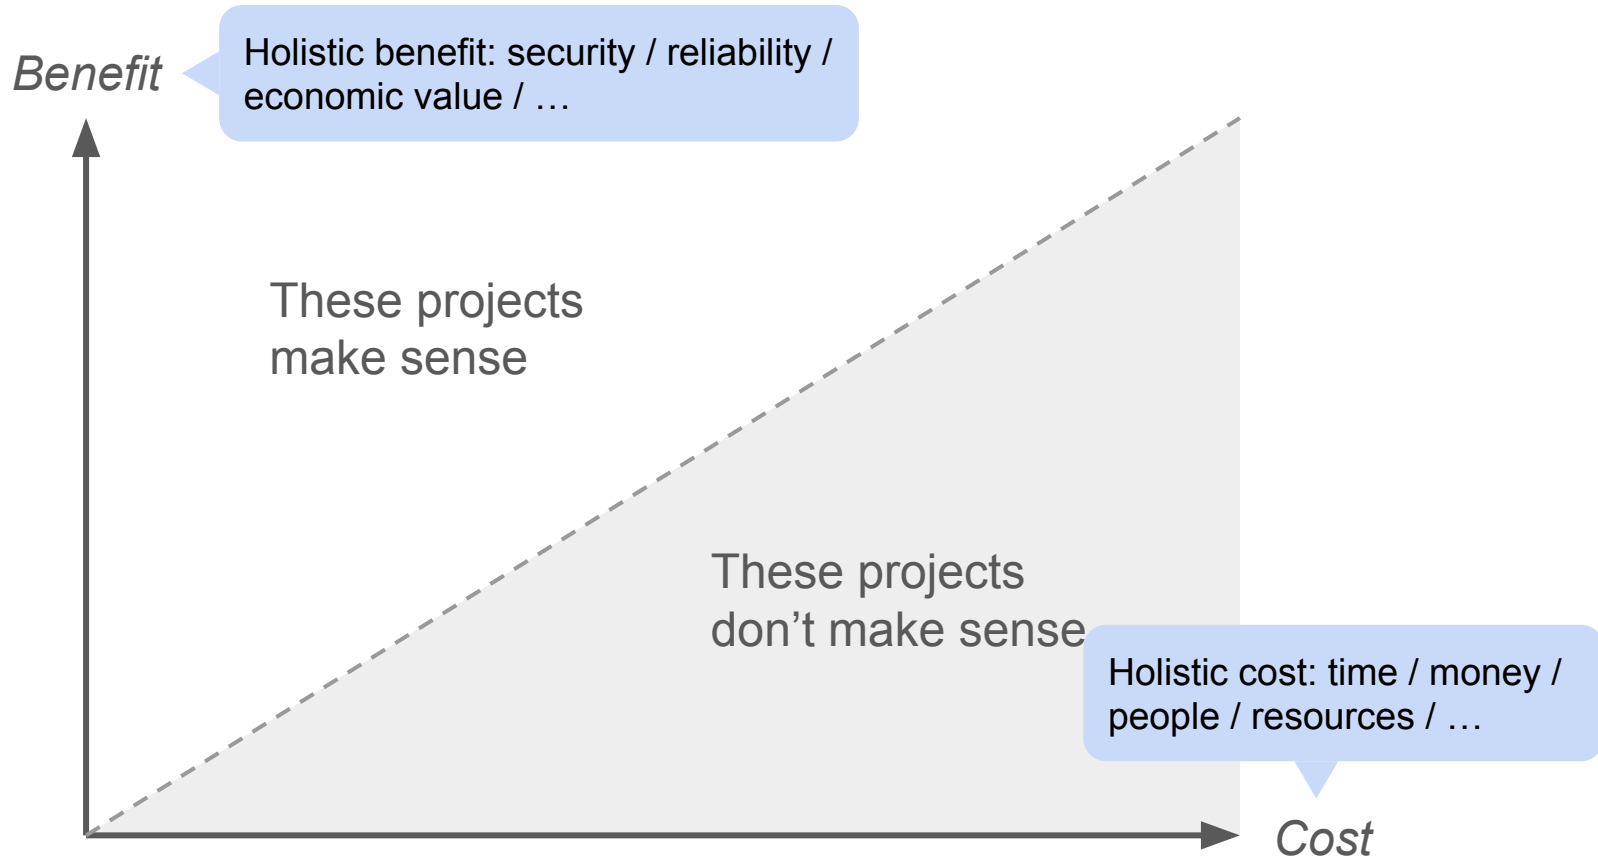 Benefit
Holistic benefit: security / reliability /
economic value / …
These projects
make sense
These projects
don’t make sense
Holistic cost: time / money /
people / resources / …
Cost